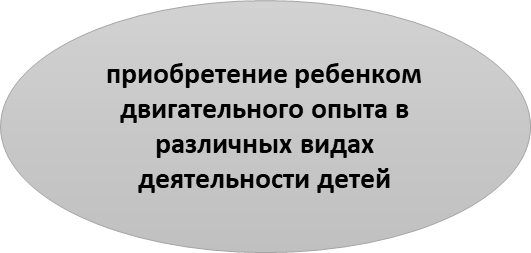 приобретение ребенком
двигательного опыта в
различных видах
деятельности детей